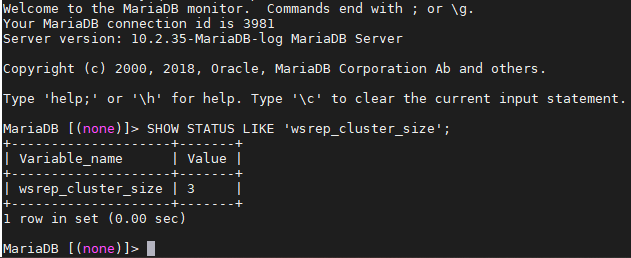 Welcome to the MariaDB monitor.  Commands end with ; or \g.
Your MariaDB connection id is 3981
Server version: 10.2.35-MariaDB-log MariaDB Server
Copyright (c) 2000, 2018, Oracle, MariaDB Corporation Ab and others.
Type 'help;' or '\h' for help. Type '\c' to clear the current input statement.
MariaDB [(none)]> SHOW STATUS LIKE 'wsrep_cluster_size';
+--------------------+-------+
| Variable_name      | Value |
+--------------------+-------+
| wsrep_cluster_size | 3     |
+--------------------+-------+
1 row in set (0.00 sec)
MariaDB [(none)]>